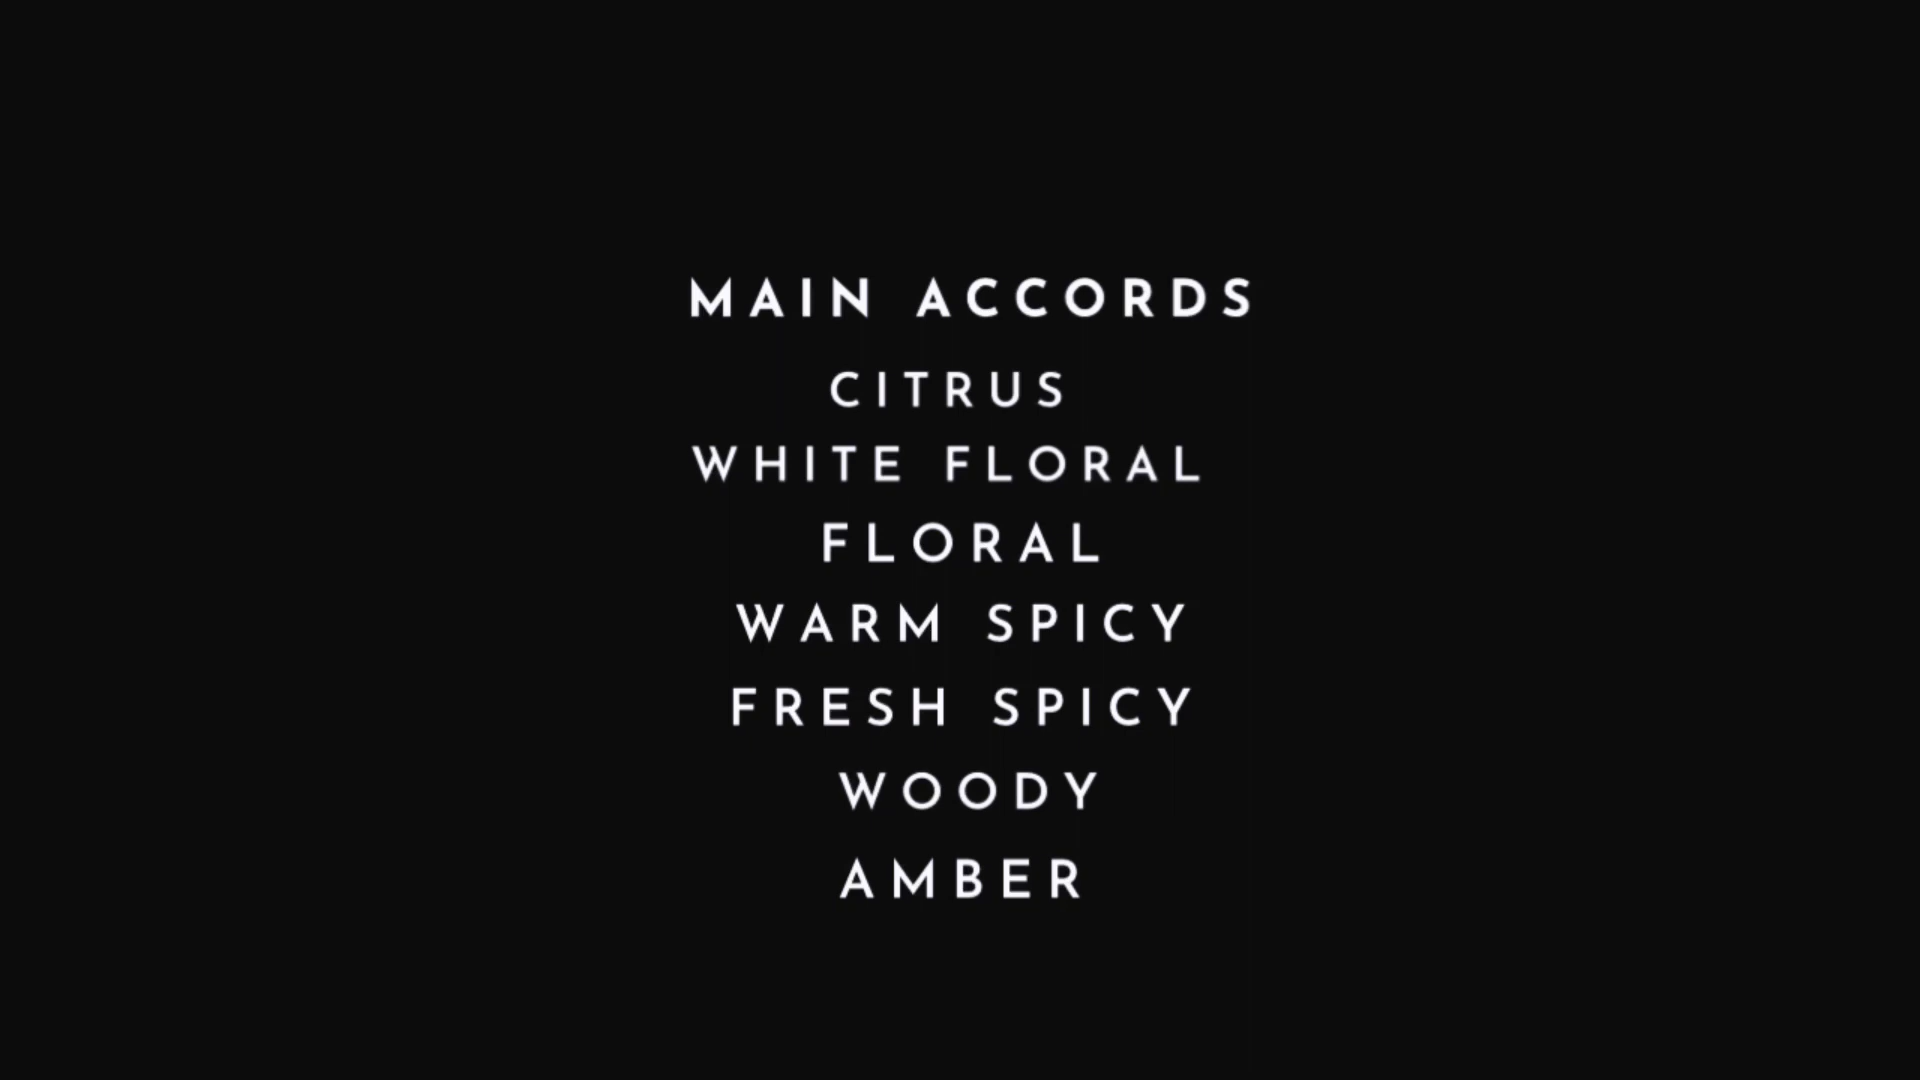 MAIN ACCORDS
CITRUS
WHITE FLORAL
FLORAL
WARM SPICY
FRESH SPICY
WOODY
AMBER